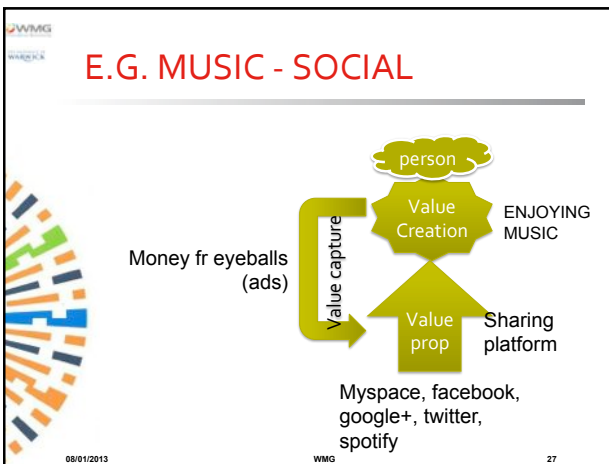 WMG
WARWICK
E.G. MUSIC - SOCIAL
person
Value
Creation
ENJOYING
MUSIC
Value capture
Money fr eyeballs
(ads)
Value
prop
Sharing
platform
Myspace, facebook,
google+, twitter,
spotify
08/01/2013
WMG
27